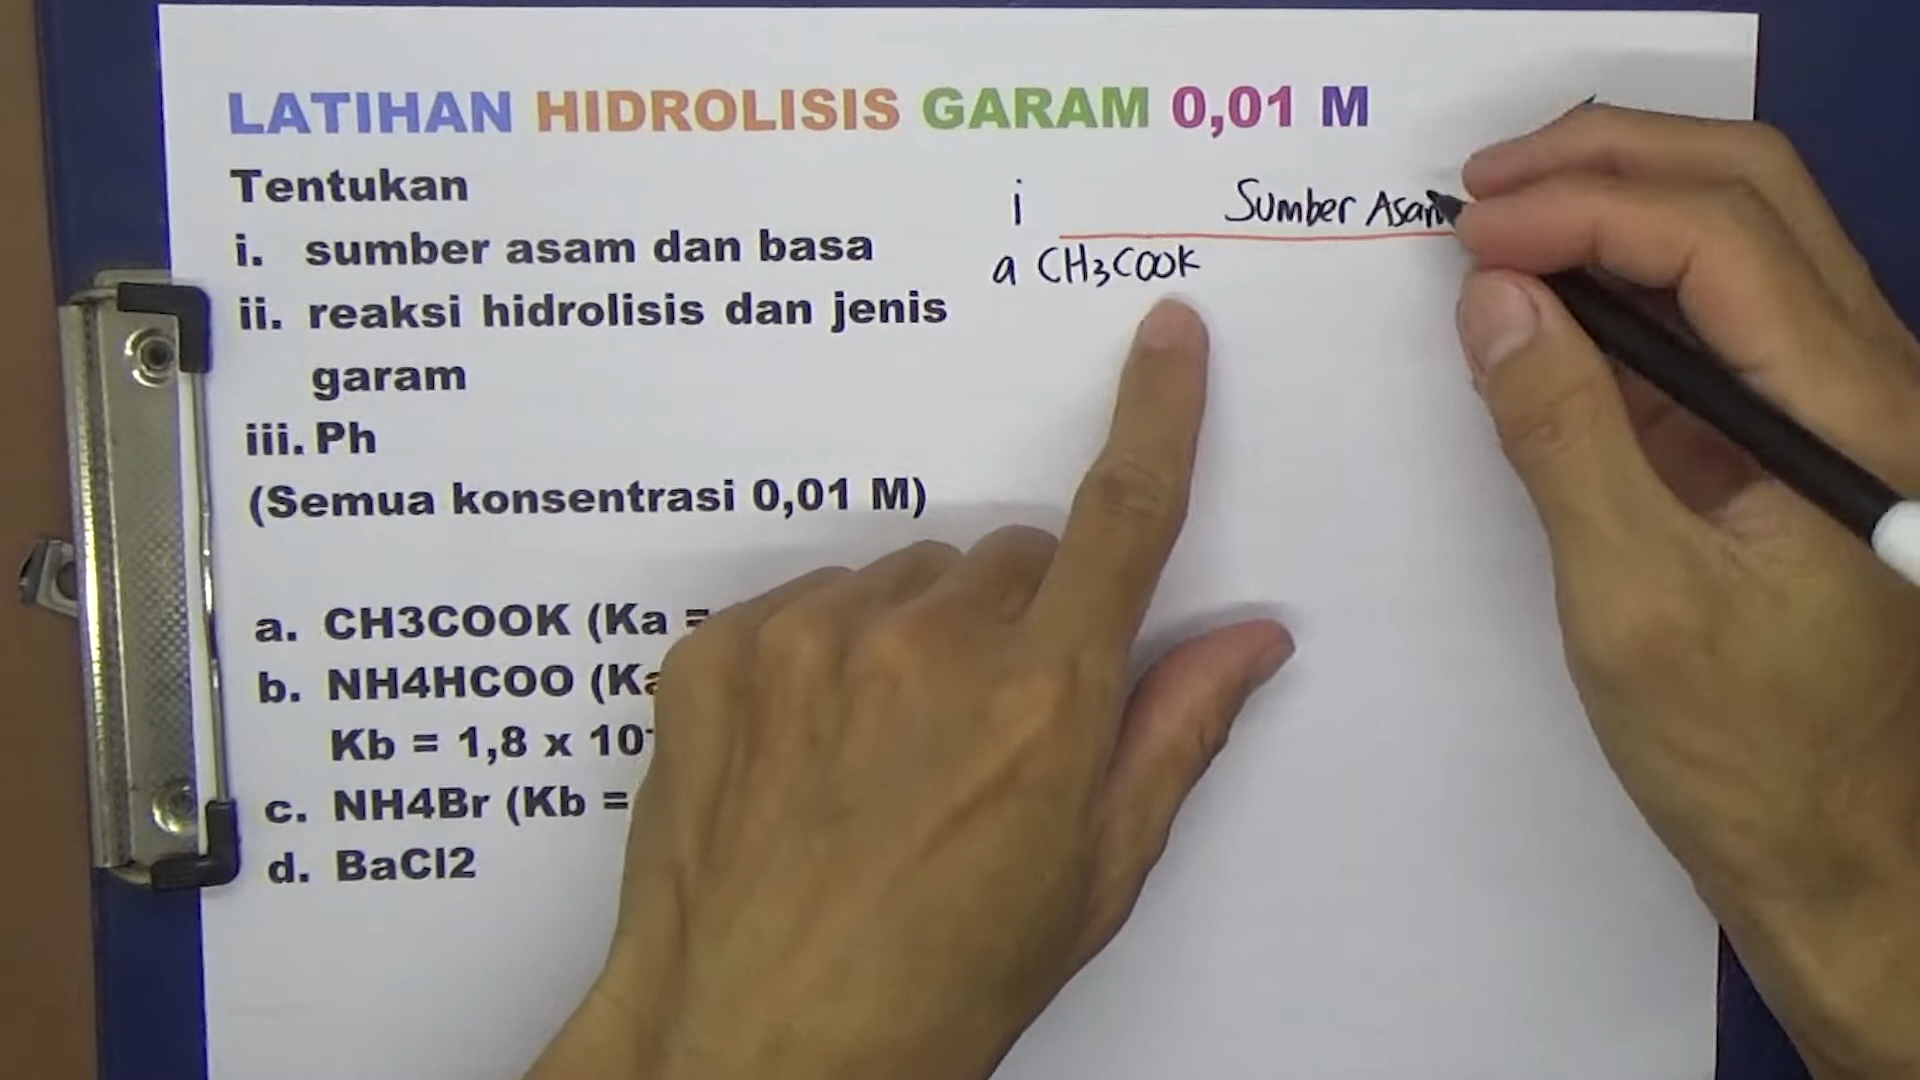 LATIHAN HIDROLISIS GARAM 0,01 M
Tentukan
i. sumber asam dan basa
ii. reaksi hidrolisis dan jenis
garam
iii. Ph
(Semua konsentrasi 0,01 M)
a. CH3COOK (Ka =
b. NH4HCOO (Ka
Kb = 1,8 x 10⁻
c. NH4Br (Kb =
d. BaCl2
i Sumber Asam
a CH3COOK